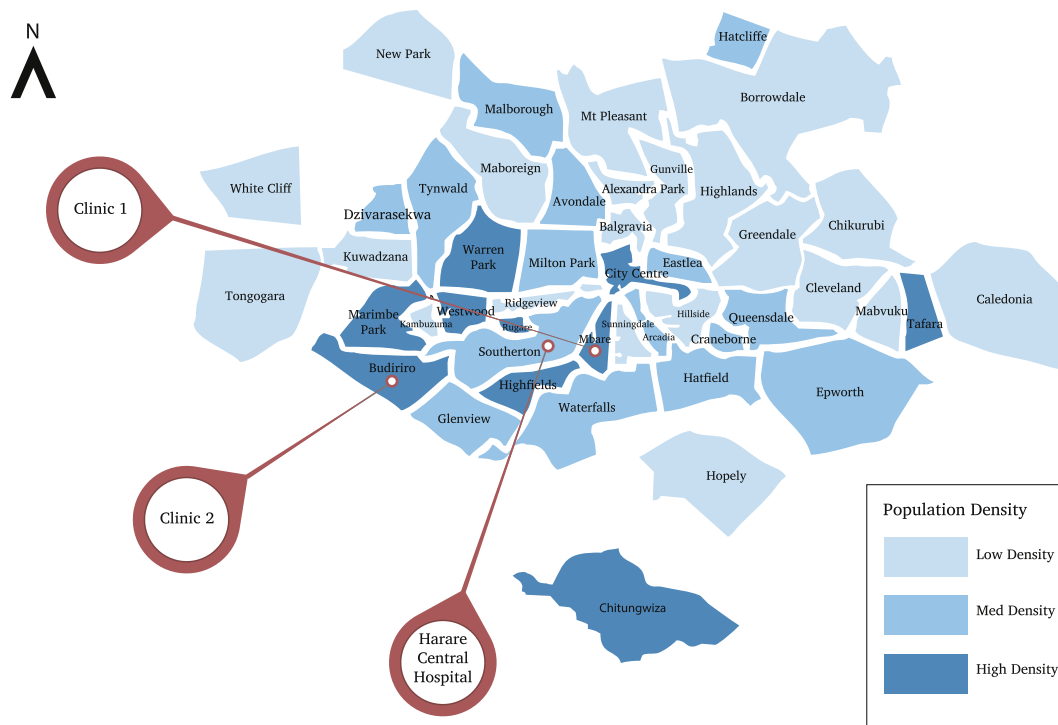 N
Hatcliffe
New Park
Borrowdale
Malborough
Mt Pleasant
Maboreign
Gunville
White Cliff
Tynwald
Alexandra Park
Highlands
Clinic 1
Avondale
Dzivarasekwa
Balgravia
Chikurubi
Greendale
Kuwadzana
Warren
Park
Milton Park
Eastlea
City Centre
Tongogara
Cleveland
Caledonia
Ridgeview
Marimbe
Park
Westwood
Kambuzuma
Rugare
Hillside
Mabvuku
Queensdale
Tafara
Sunningdale
Arcadia
Craneborne
Mbare
Southerton
Budiriro
Highfields
Hatfield
Epworth
Waterfalls
Glenview
Hopely
Clinic 2
Chitungwiza
Harare
Central
Hospital
Population Density
Low Density
Med Density
High Density